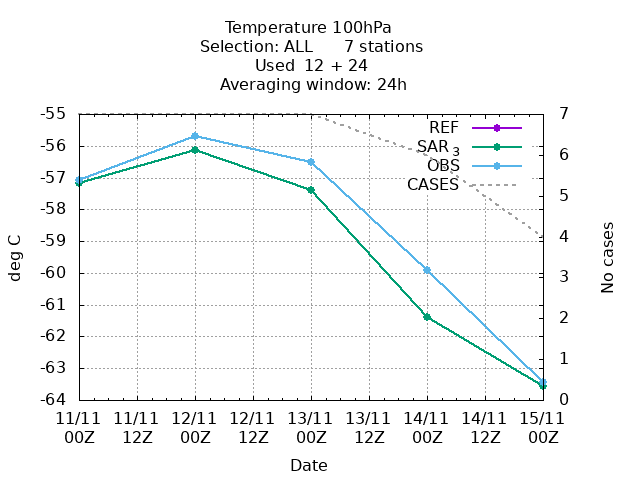 Temperature 100hPa
Selection: ALL 7 stations
Used 12 + 24
Averaging window: 24h
-55
-56
-57
-58
-59
-60
-61
-62
-63
-64
deg C
7
6
5
4
3
2
1
0
No cases
REF
SAR 3
OBS
CASES
11/11 11/11 12/11 12/11 13/11 13/11 14/11 14/11 15/11
00Z 12Z 00Z 12Z 00Z 12Z 00Z 12Z 00Z
Date